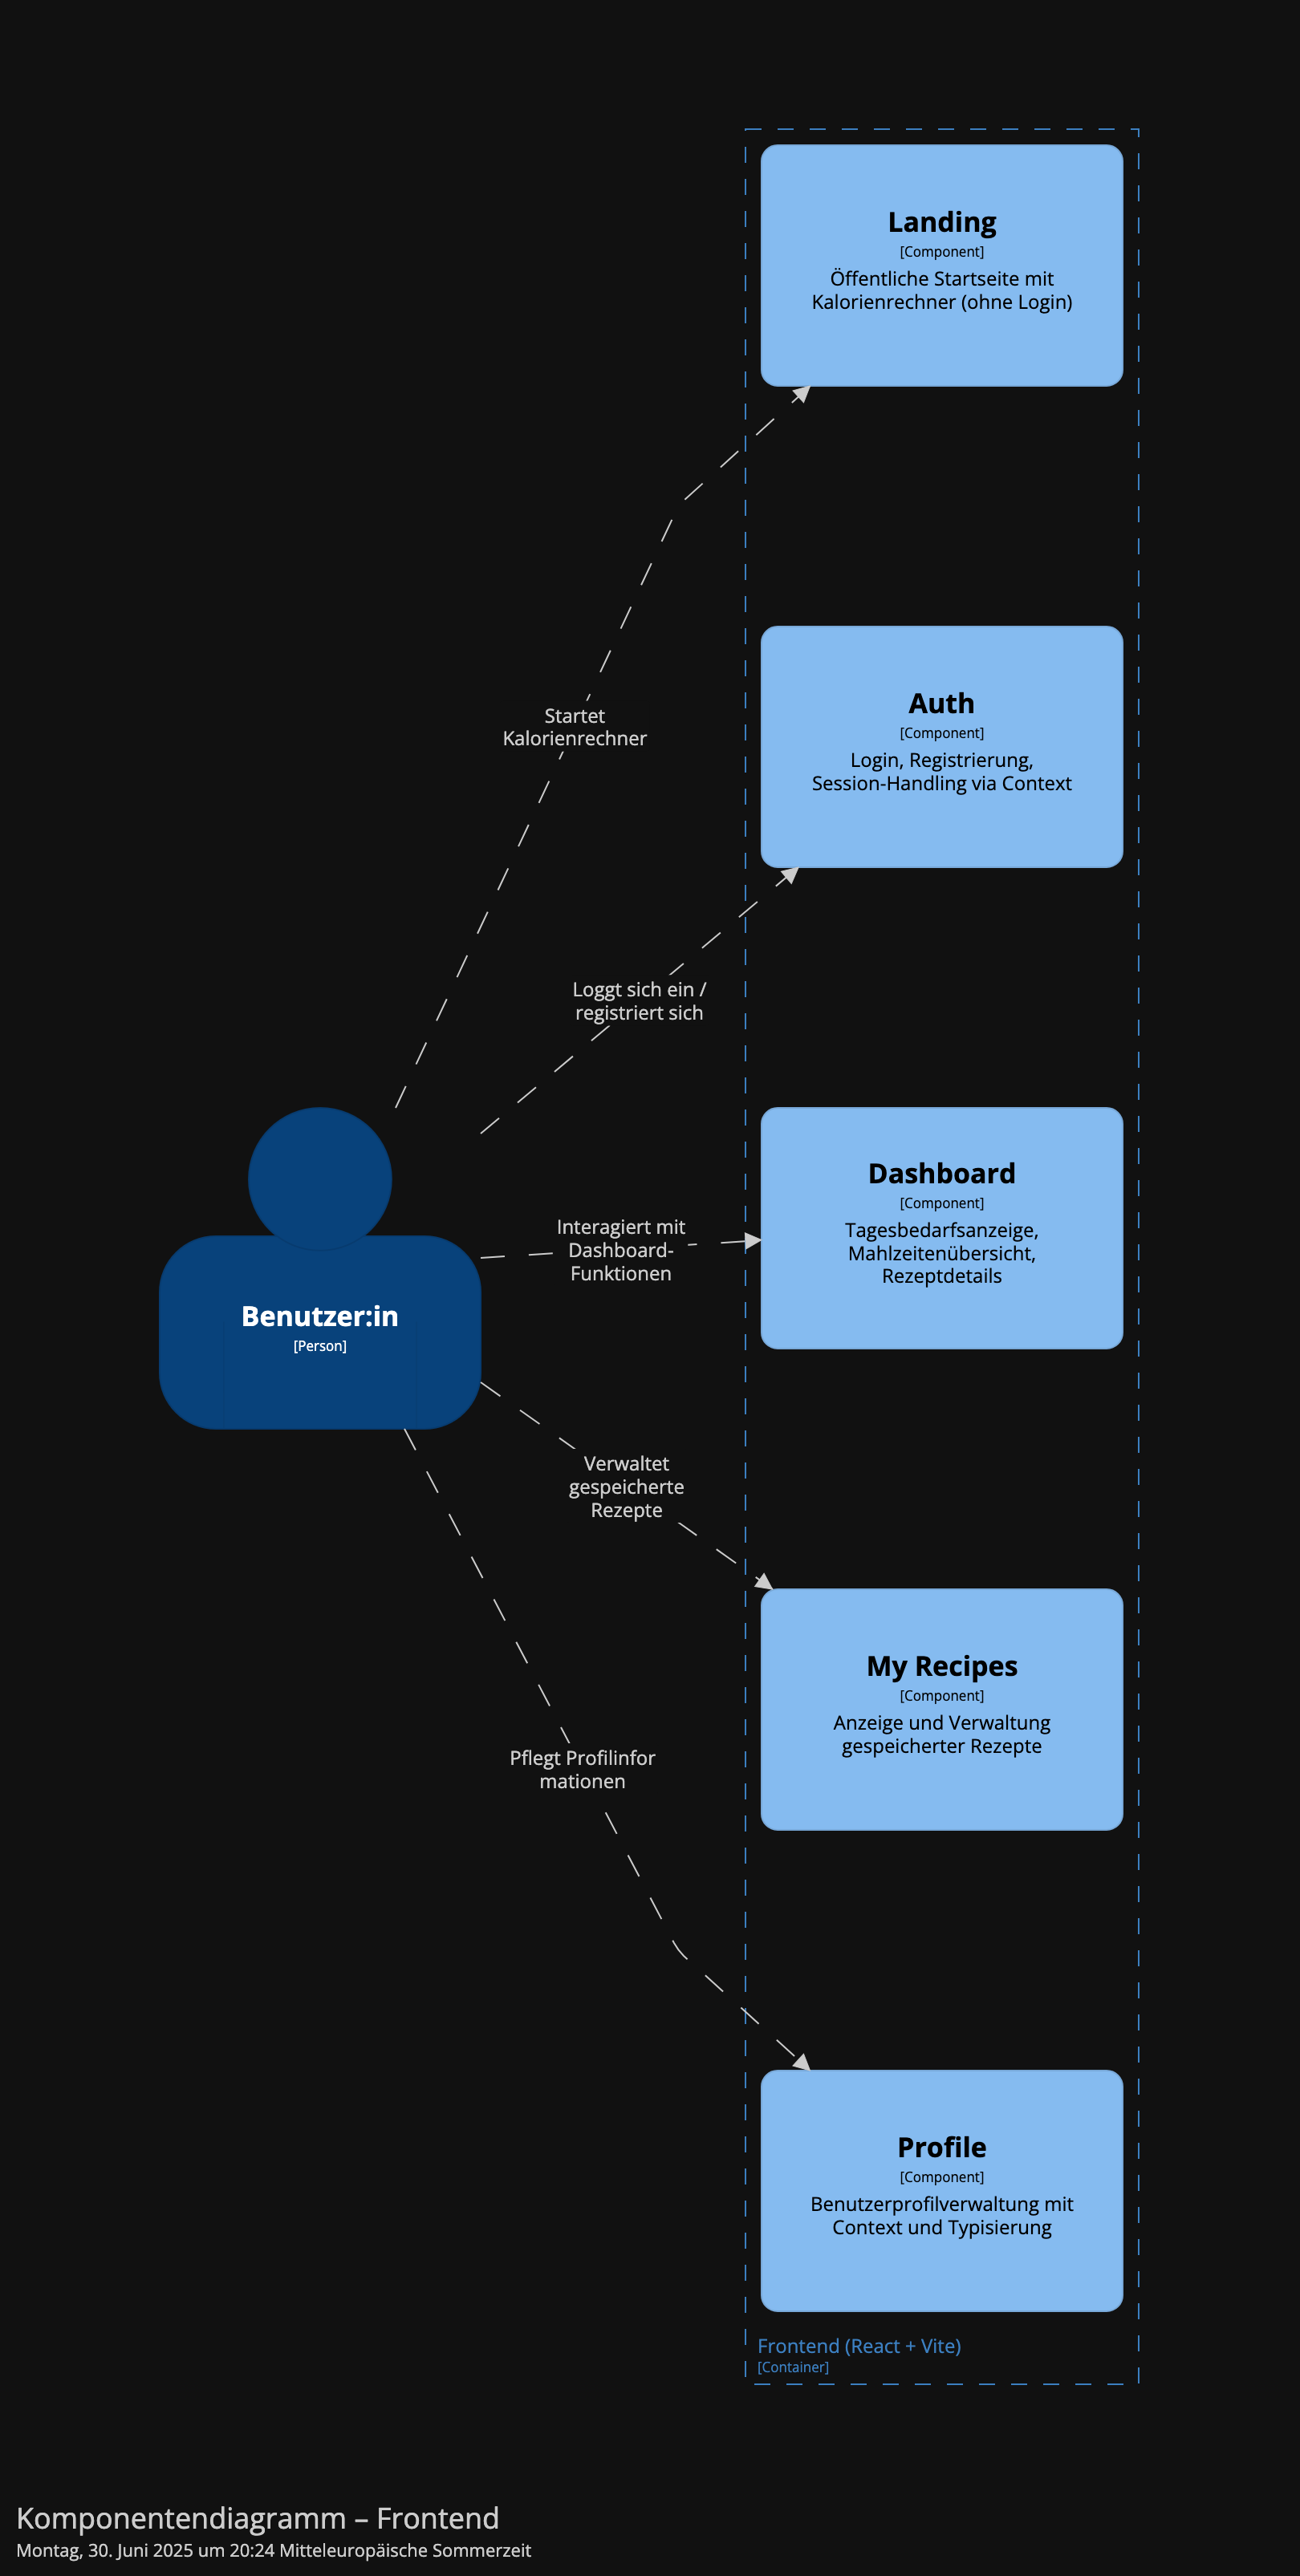 Landing
[Component]
Öffentliche Startseite mit
Kalorienrechner (ohne Login)
Startet
Kalorienrechner
Auth
[Component]
Login, Registrierung,
Session-Handling via Context
Loggt sich ein /
registriert sich
Benutzer:in
[Person]
Interagiert mit
Dashboard-
Funktionen
Dashboard
[Component]
Tagesbedarfsanzeige,
Mahlzeitenübersicht,
Rezeptdetails
Verwaltet
gespeicherte
Rezepte
My Recipes
[Component]
Anzeige und Verwaltung
gespeicherter Rezepte
Pflegt Profilinfor
mationen
Profile
[Component]
Benutzerprofilverwaltung mit
Context und Typisierung
Frontend (React + Vite)
[Container]
Komponentendiagramm – Frontend
Montag, 30. Juni 2025 um 20:24 Mitteleuropäische Sommerzeit